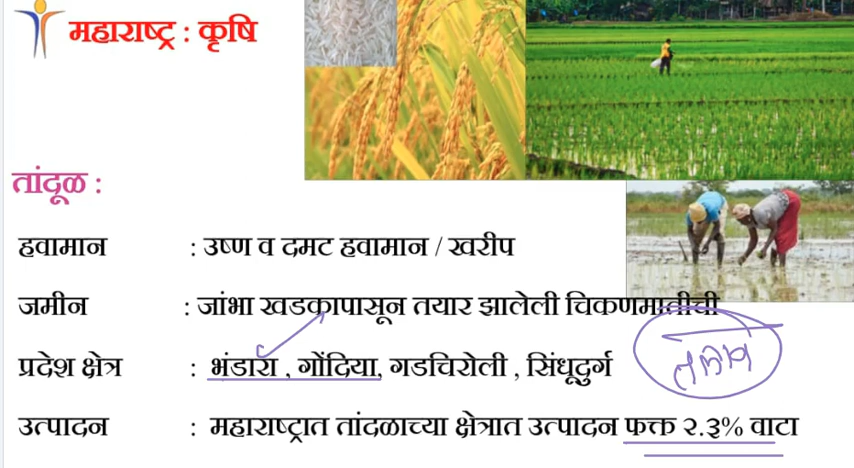 महाराष्ट्र : कृषि
तांदूळ :
हवामान : उष्ण व दमट हवामान / खरीप
जमीन : जांभा खडकापासून तयार झालेली चिकणमातीची
प्रदेश क्षेत्र : भंडारा , गोंदिया, गडचिरोली , सिंधूदुर्ग
उत्पादन : महाराष्ट्रात तांदळाच्या क्षेत्रात उत्पादन फक्त २.३% वाटा